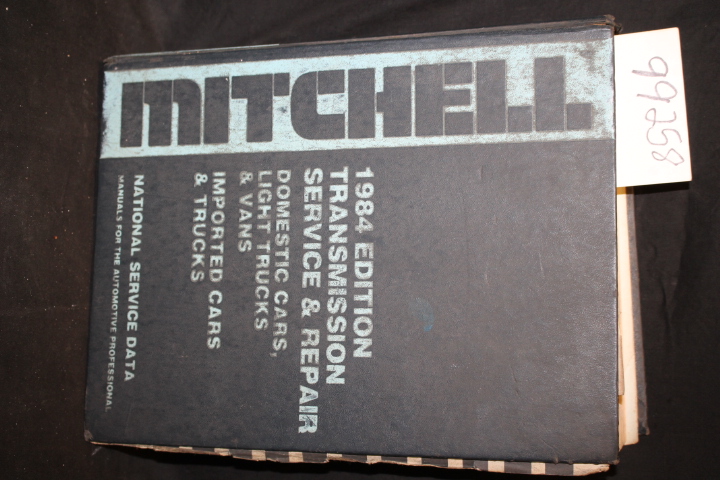 MITCHELL
1984 EDITION
TRANSMISSION
SERVICE & REPAIR
DOMESTIC CARS,
LIGHT TRUCKS
& VANS
IMPORTED CARS
& TRUCKS
NATIONAL SERVICE DATA
MANUALS FOR THE AUTOMOTIVE PROFESSIONAL
99258